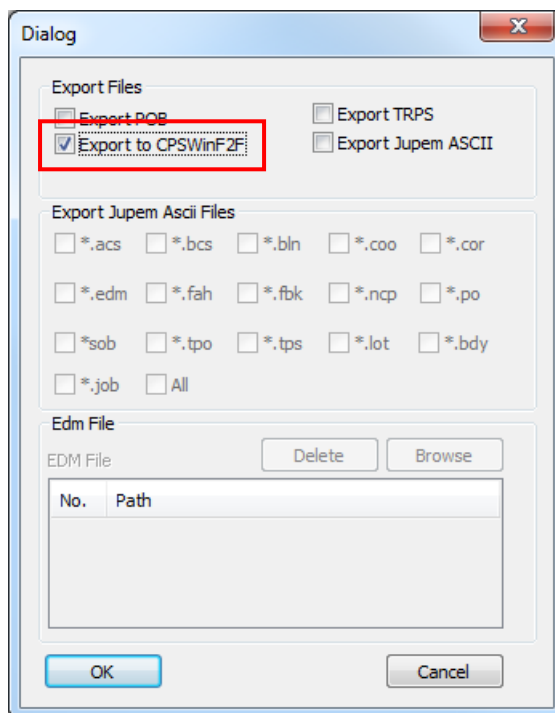 Dialog
Export Files
Export POB Export TRPS
Export to CPSWinF2F Export Jupem ASCII
Export Jupem Ascii Files
*.acs *.bcs *.bln *.coo *.cor
*.edm *.fah *.fbk *.ncp *.po
*sob *.tpo *.tps *.lot *.bdy
*.job All
Edm File
EDM File Delete Browse
No. Path
OK Cancel